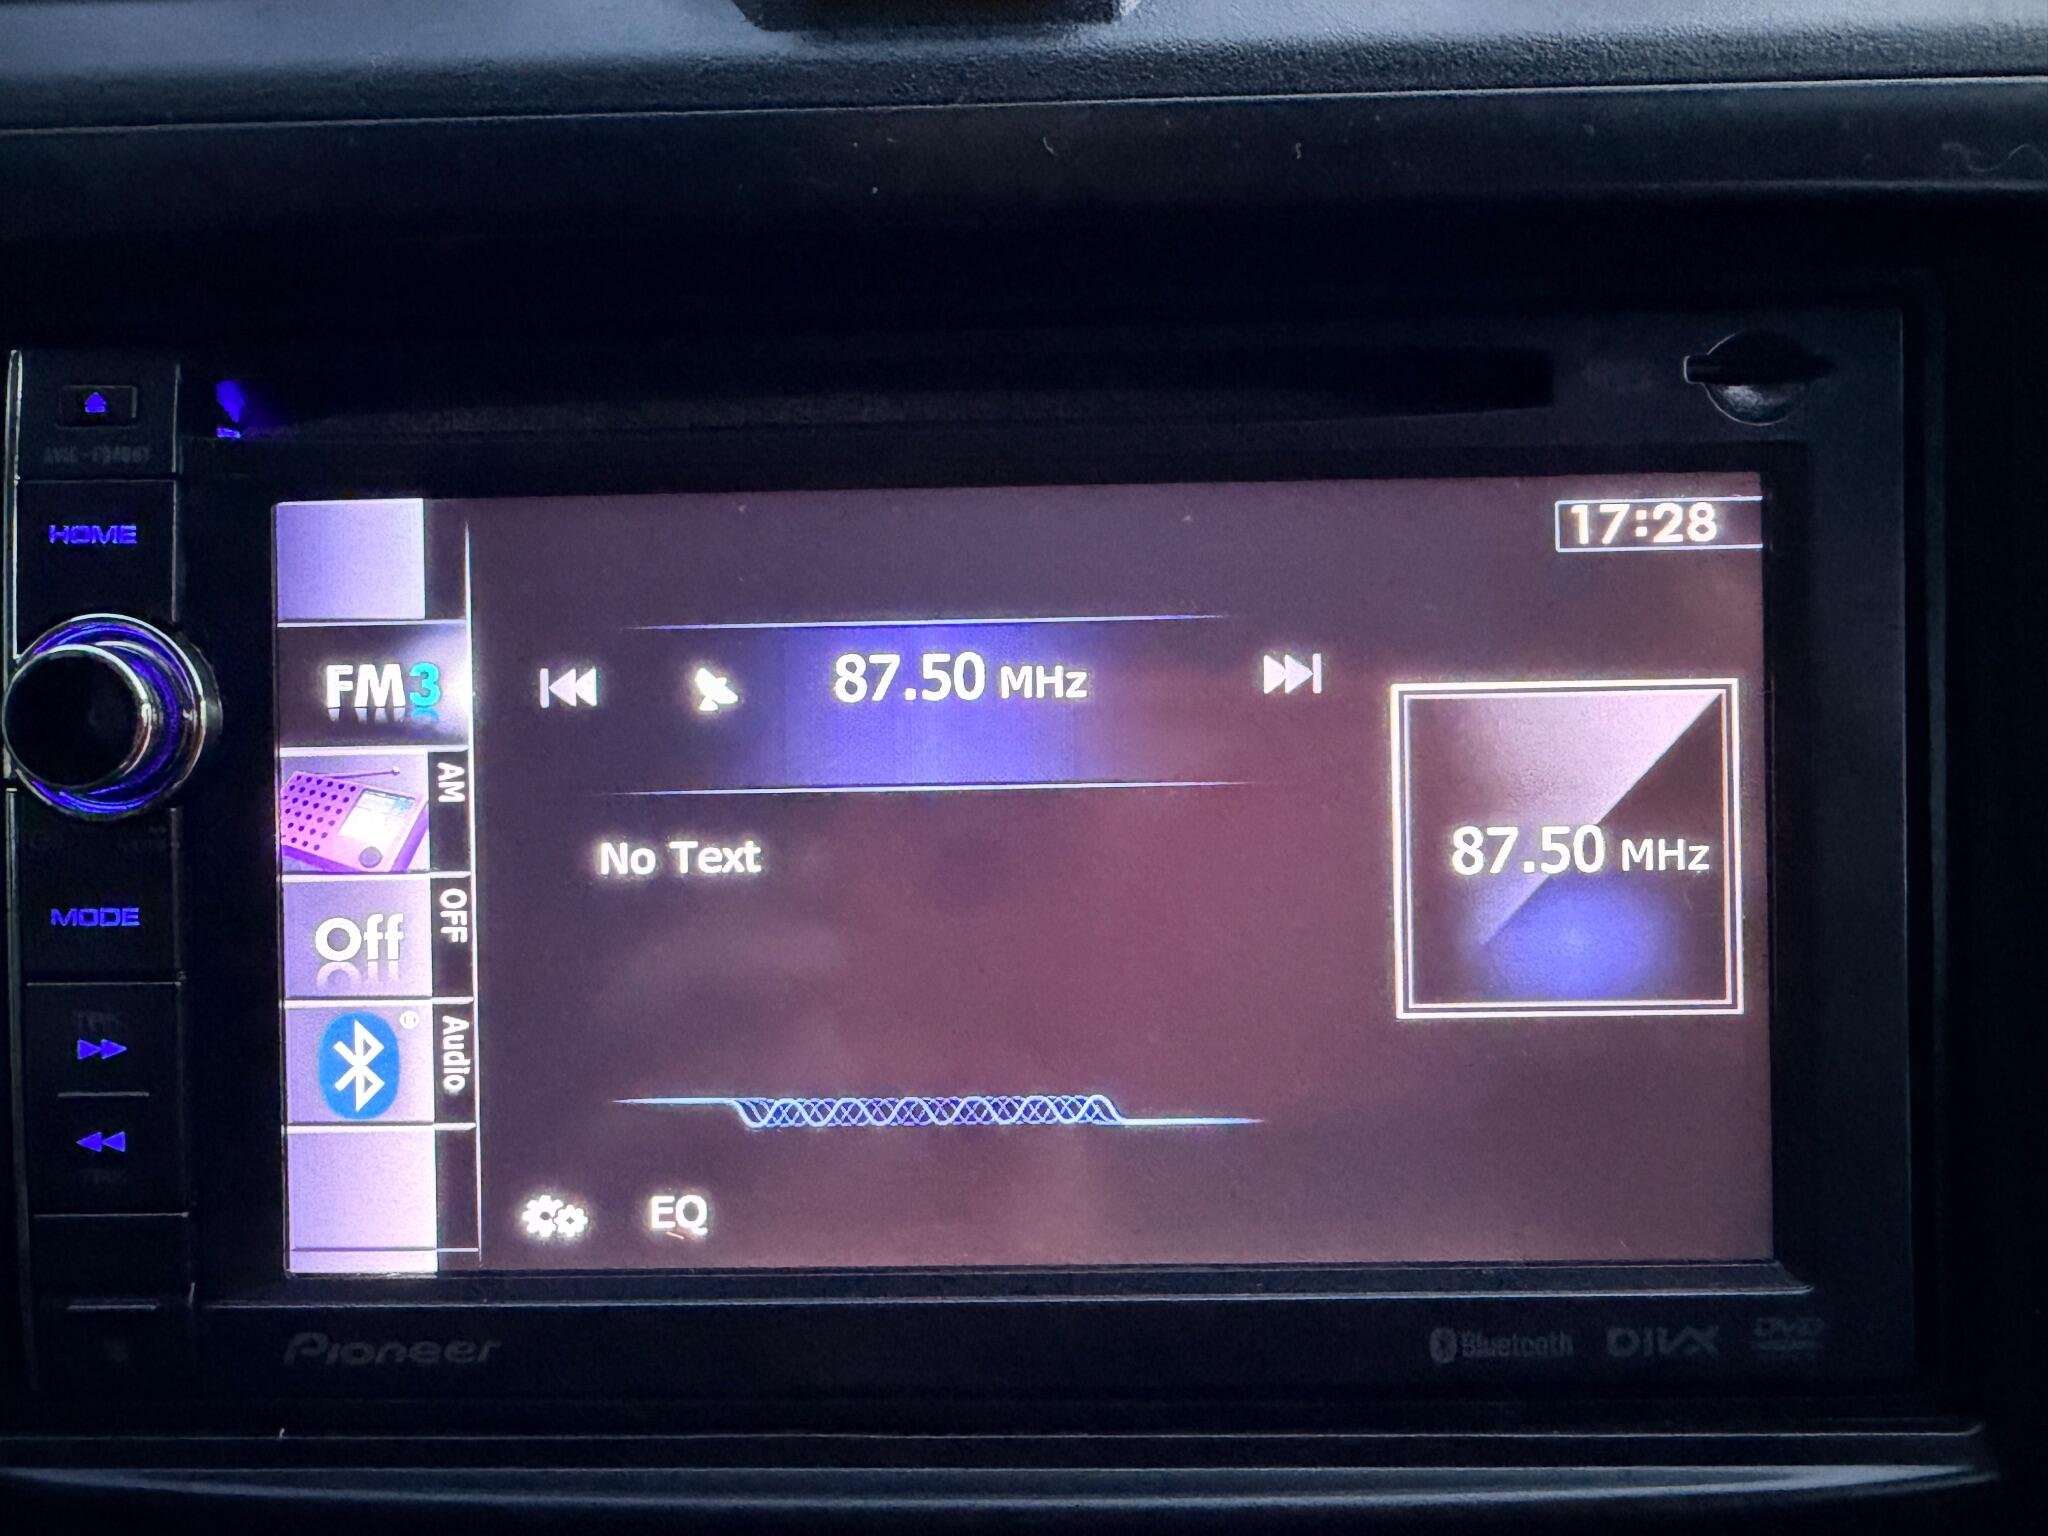 HOME
MODE
17:28
FM3
87.50 MHz
AM
No Text
87.50 MHz
OFF
Off
Audio
EQ
Pioneer
Bluetooth
DIVX
DVD